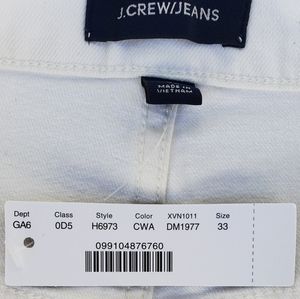 J.CREW/JEANS
MADE IN
VIETNAM
Dept Class Style Color XVN1011 Size
GA6 0D5 H6973 CWA DM1977 33
099104876760